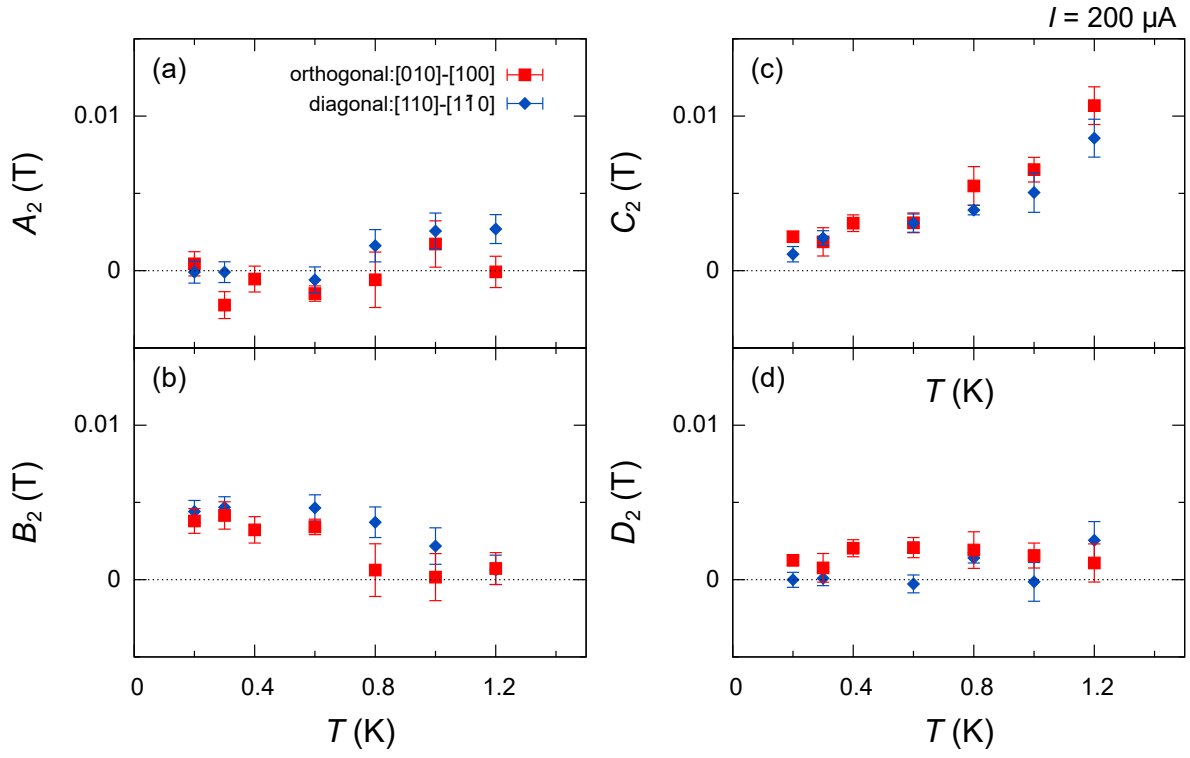 I = 200 μA
(a)
orthogonal:[010]-[100]
diagonal:[110]-[11̄0]
0.01
0
A₂ (T)
(c)
0.01
0
C₂ (T)
T (K)
(b)
0.01
0
B₂ (T)
0 0.4 0.8 1.2
T (K)
(d)
0.01
0
D₂ (T)
0 0.4 0.8 1.2
T (K)